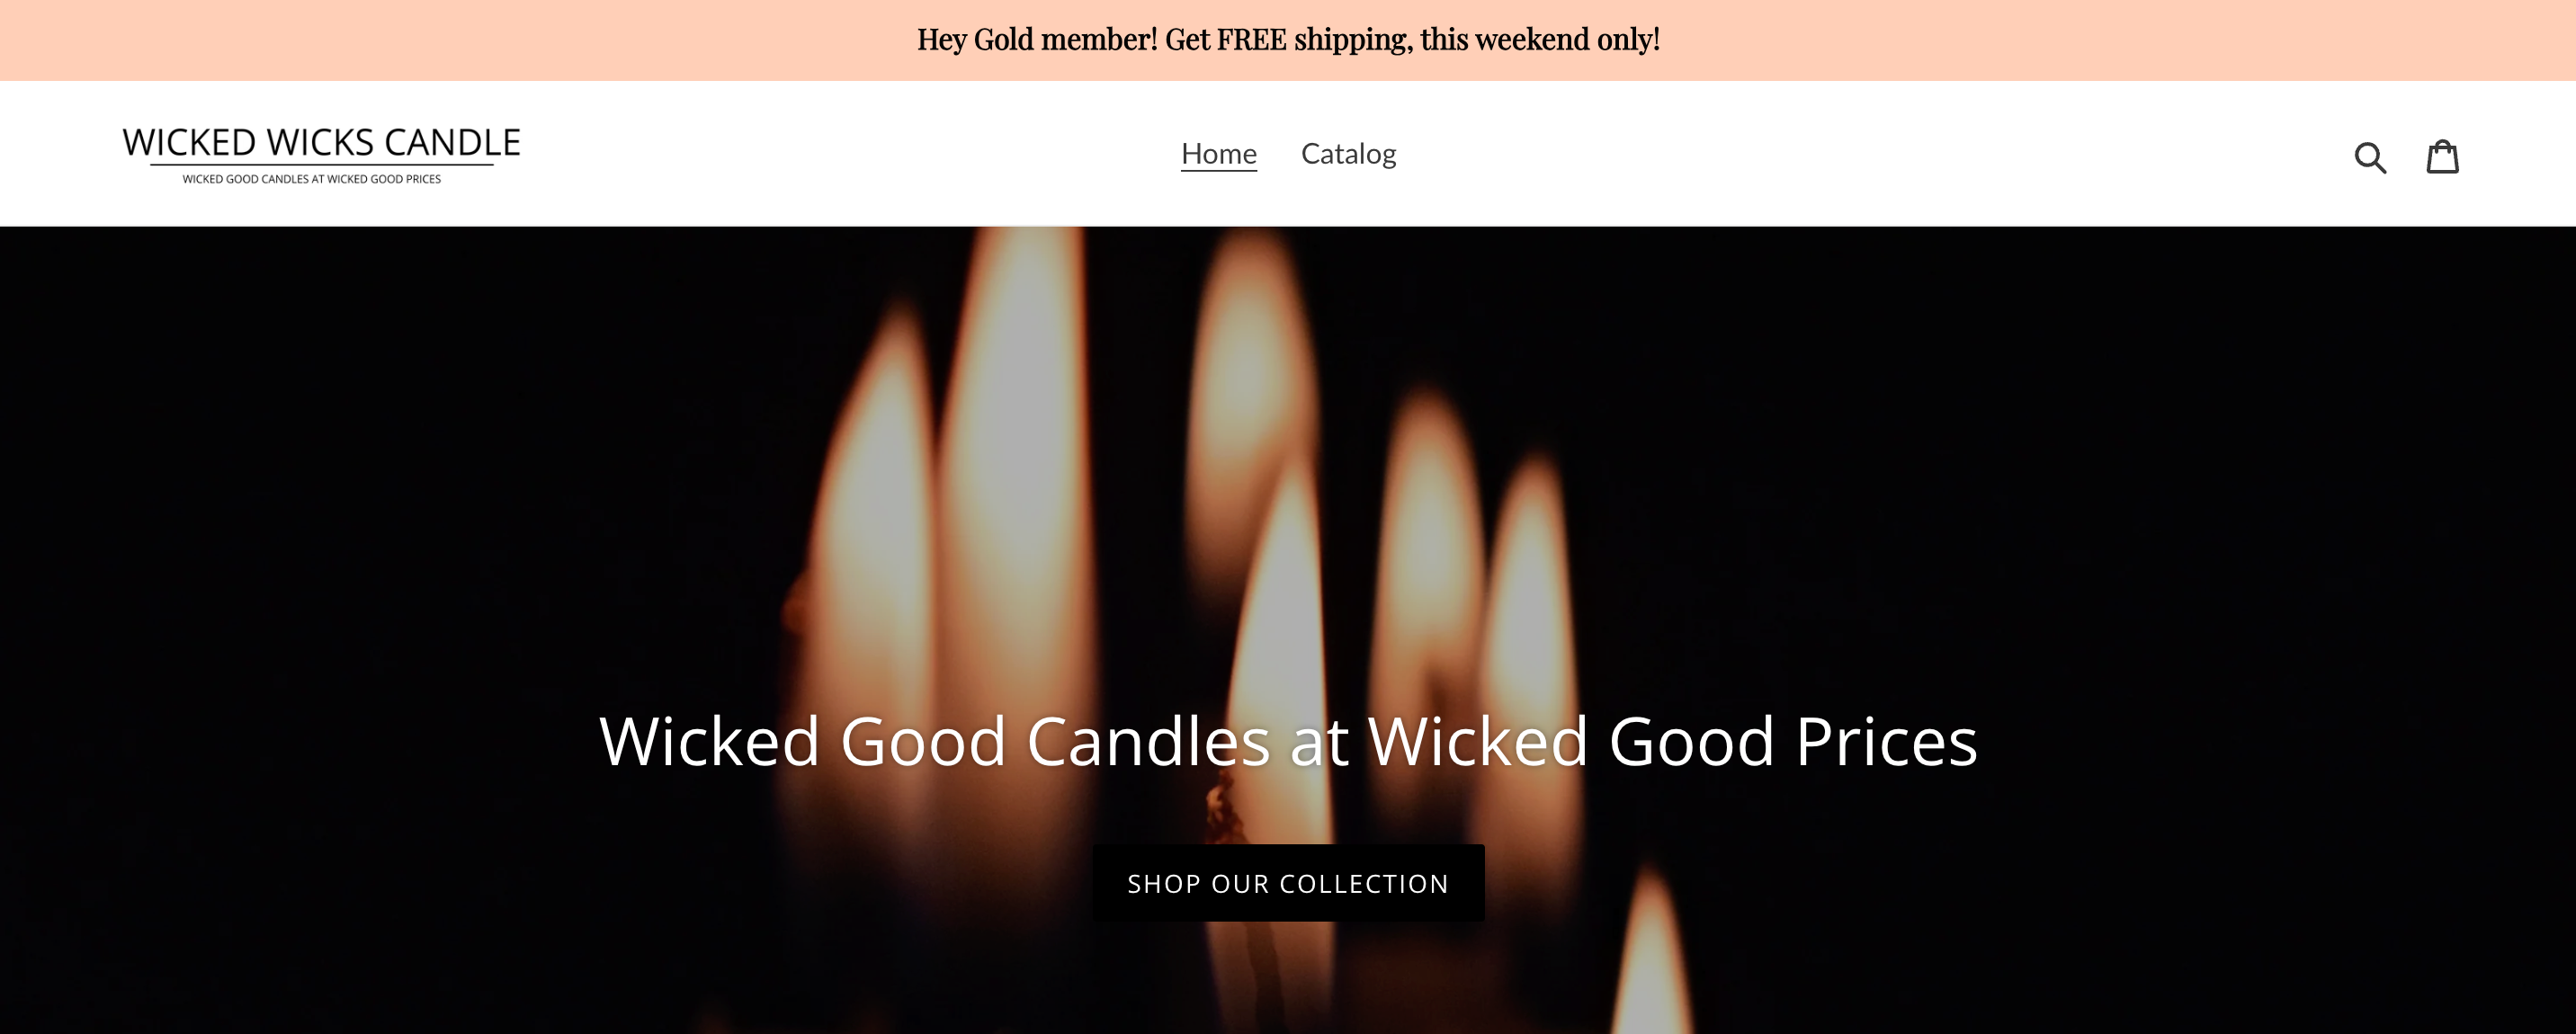 Hey Gold member! Get FREE shipping, this weekend only!
WICKED WICKS CANDLE
WICKED GOOD CANDLES AT WICKED GOOD PRICES
Home Catalog
Wicked Good Candles at Wicked Good Prices
SHOP OUR COLLECTION